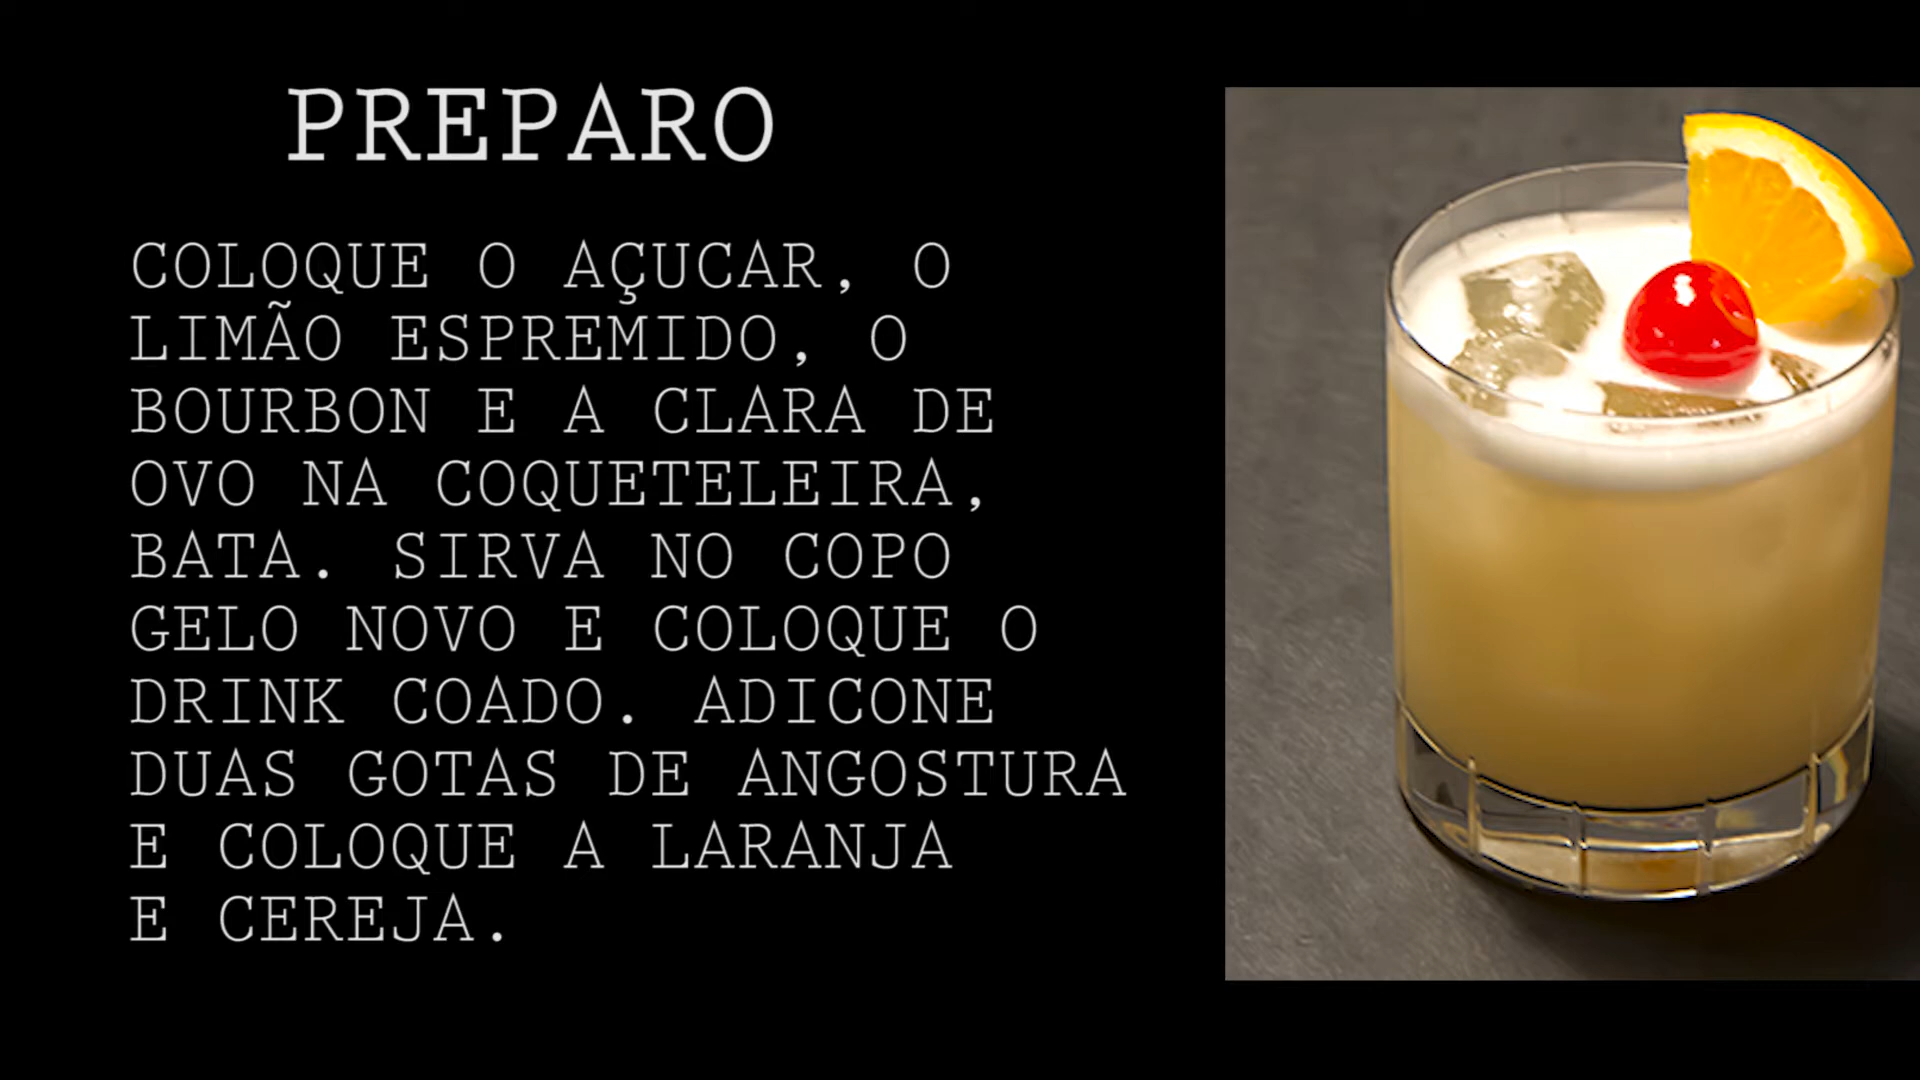 PREPARO
COLOQUE O AÇUCAR, O
LIMÃO ESPREMIDO, O
BOURBON E A CLARA DE
OVO NA COQUETELEIRA,
BATA. SIRVA NO COPO
GELO NOVO E COLOQUE O
DRINK COADO. ADICONE
DUAS GOTAS DE ANGOSTURA
E COLOQUE A LARANJA
E CEREJA.